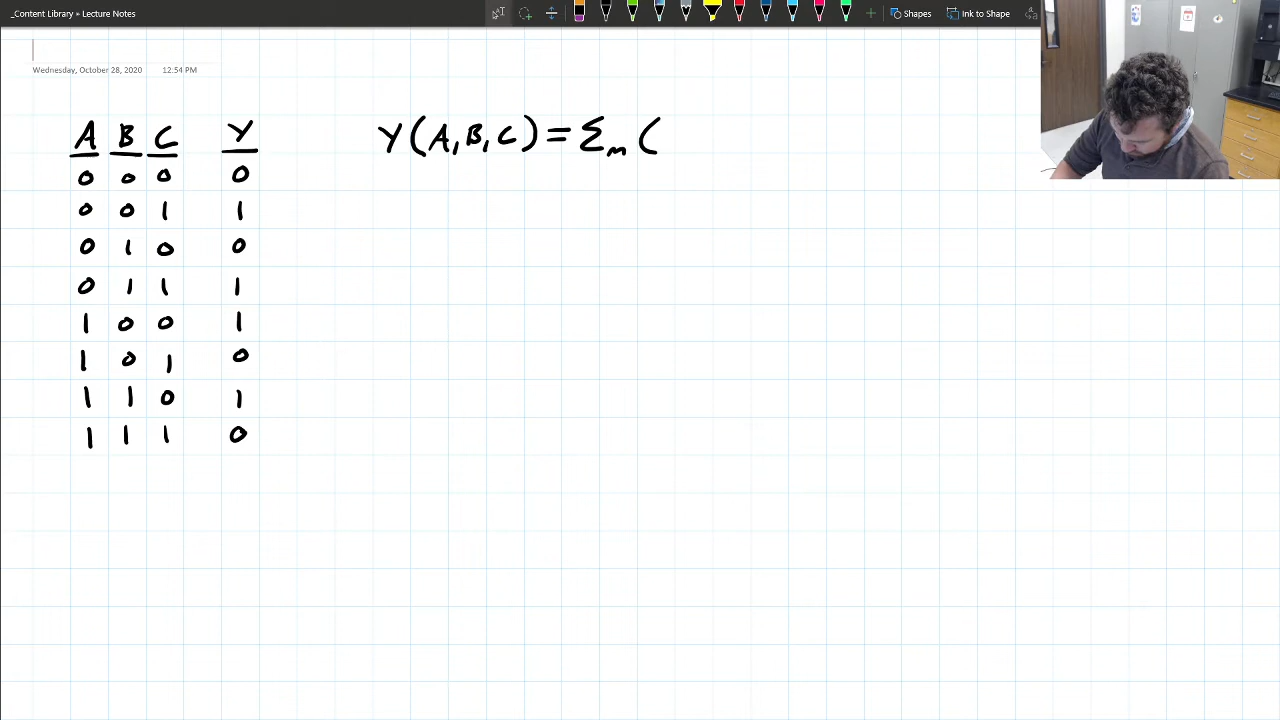 _Content Library » Lecture Notes
Shapes
Ink to Shape
Wednesday, October 28, 2020 12:54 PM
A B C Y
Y(A,B,C) = Σm (
0 0 0 0
0 0 1 1
0 1 0 0
0 1 1 1
1 0 0 1
1 0 1 0
1 1 0 1
1 1 1 0